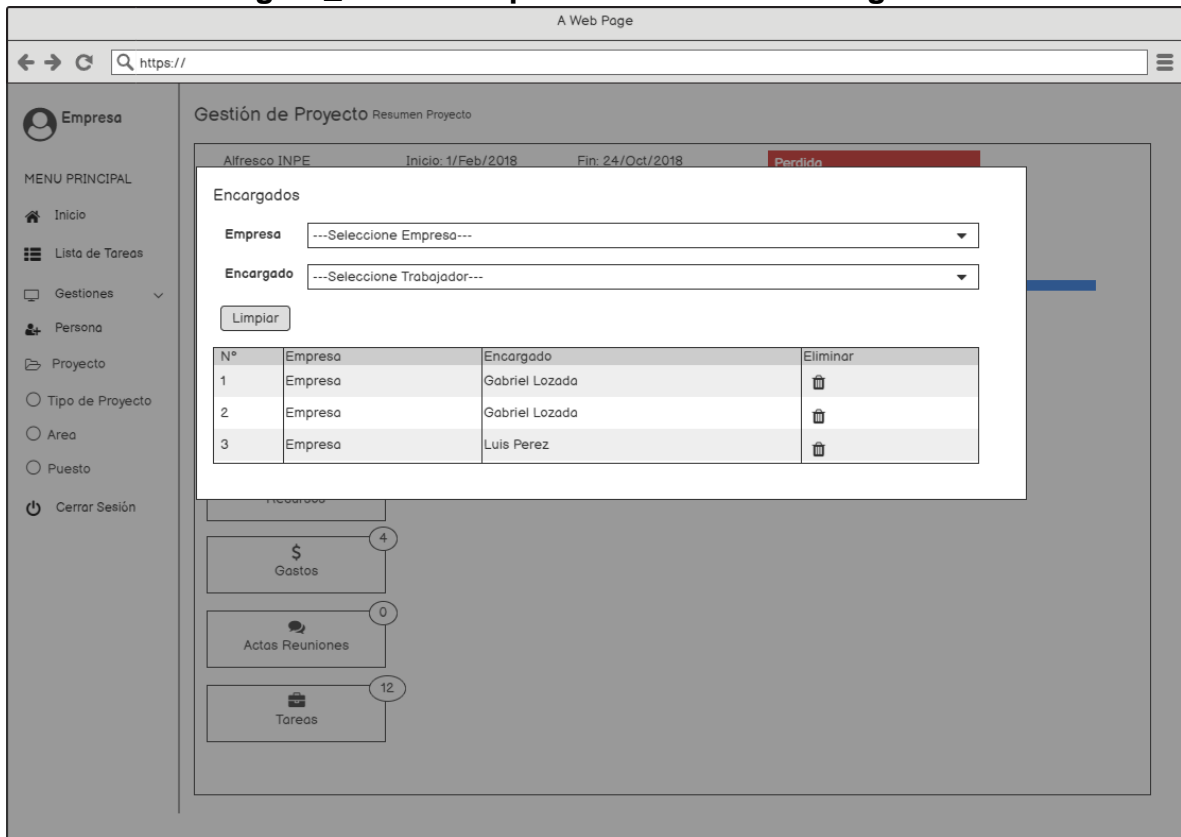 A Web Page
https://
Empresa
MENU PRINCIPAL
Inicio
Lista de Tareas
Gestiones
Persona
Proyecto
Tipo de Proyecto
Area
Puesto
Cerrar Sesión
Gestión de Proyecto Resumen Proyecto
Alfresco INPE Inicio: 1/Feb/2018 Fin: 24/Oct/2018 Perdida
Encargados
Empresa ---Seleccione Empresa---
Encargado ---Seleccione Trabajador---
Limpiar
N° Empresa Encargado Eliminar
1 Empresa Gabriel Lozada
2 Empresa Gabriel Lozada
3 Empresa Luis Perez
Recursos
4
$
Gastos
0
Actas Reuniones
12
Tareas